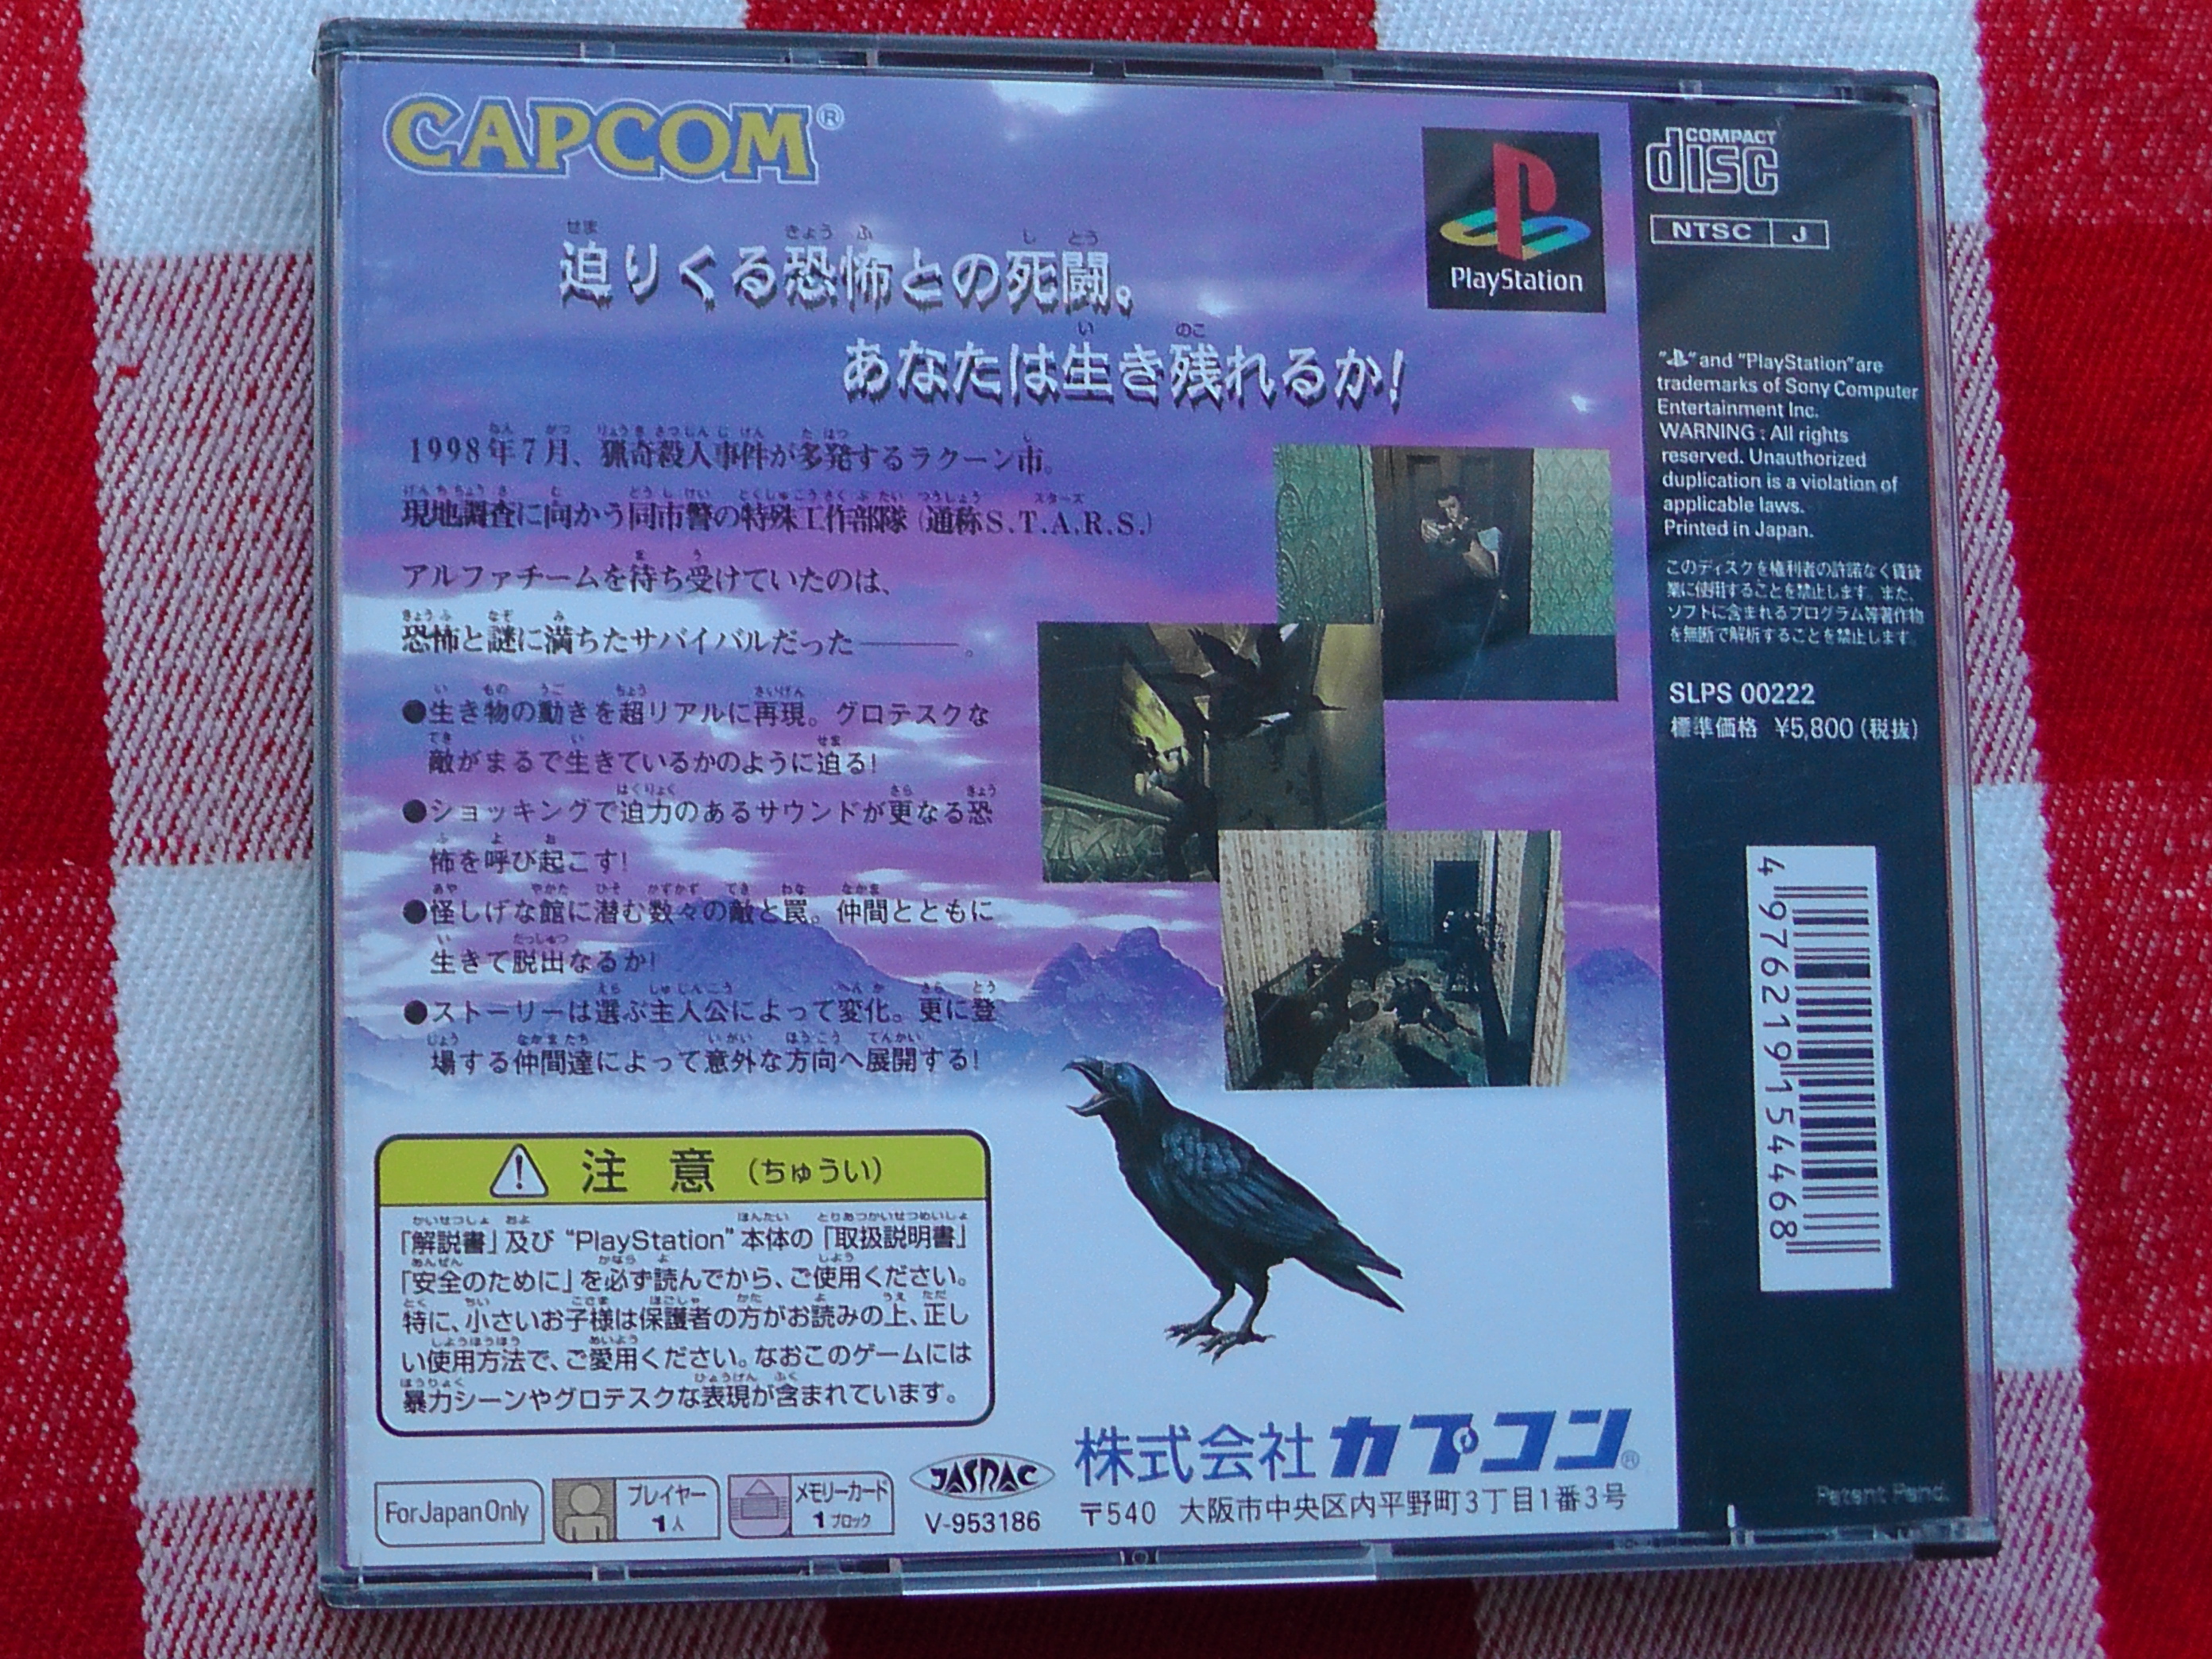 CAPCOM®
迫りくる恐怖との死闘。
あなたは生き残れるか!
1998年7月、猟奇殺人事件が多発するラクーン市。
現地調査に向かう同市警の特殊工作部隊(通称S.T.A.R.S.)
アルファチームを待ち受けていたのは、
恐怖と謎に満ちたサバイバルだった———。
●生き物の動きを超リアルに再現。グロテスクな
敵がまるで生きているかのように迫る!
●ショッキングで迫力のあるサウンドが更なる恐
怖を呼び起こす!
●怪しげな館に潜む数々の敵と罠。仲間とともに
生きて脱出なるか!
●ストーリーは選ぶ主人公によって変化。更に登
場する仲間達によって意外な方向へ展開する!
注意(ちゅうい)
「解説書」及び“PlayStation”本体の「取扱説明書」
「安全のために」を必ず読んでから、ご使用ください。
特に、小さいお子様は保護者の方がお読みの上、正し
い使用方法で、ご愛用ください。なおこのゲームには
暴力シーンやグロテスクな表現が含まれています。
For Japan Only
プレイヤー
1人
メモリーカード
1ブロック
JASRAC
V-953186
株式会社カプコン®
〒540 大阪市中央区内平野町3丁目1番3号
PlayStation
COMPACT
disc
NTSC J
“PS” and “PlayStation” are
trademarks of Sony Computer
Entertainment Inc.
WARNING : All rights
reserved. Unauthorized
duplication is a violation of
applicable laws.
Printed in Japan.
このディスクを権利者の許諾なく賃貸
業に使用することを禁止します。また、
ソフトに含まれるプログラム等著作物
を無断で解析することを禁止します。
SLPS 00222
標準価格 ¥5,800(税抜)
4 976219 154468
Patent Pend.